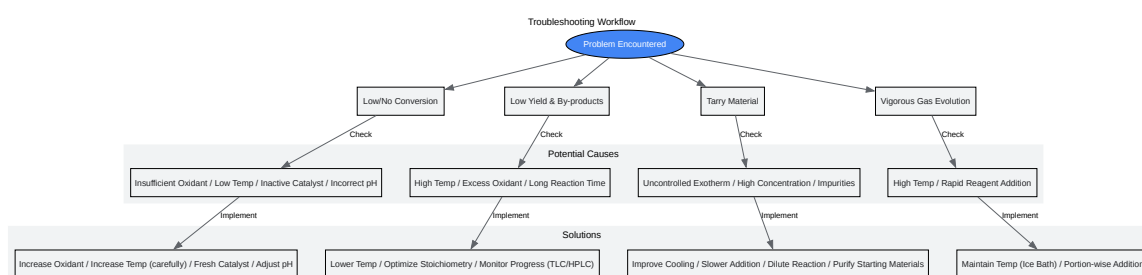 Troubleshooting Workflow
Problem Encountered
Low/No Conversion
Low Yield & By-products
Tarry Material
Vigorous Gas Evolution
Check
Check
Check
Check
Potential Causes
Insufficient Oxidant / Low Temp / Inactive Catalyst / Incorrect pH
High Temp / Excess Oxidant / Long Reaction Time
Uncontrolled Exotherm / High Concentration / Impurities
High Temp / Rapid Reagent Addition
Implement
Implement
Implement
Implement
Solutions
Increase Oxidant / Increase Temp (carefully) / Fresh Catalyst / Adjust pH
Lower Temp / Optimize Stoichiometry / Monitor Progress (TLC/HPLC)
Improve Cooling / Slower Addition / Dilute Reaction / Purify Starting Materials
Maintain Temp (Ice Bath) / Portion-wise Addition